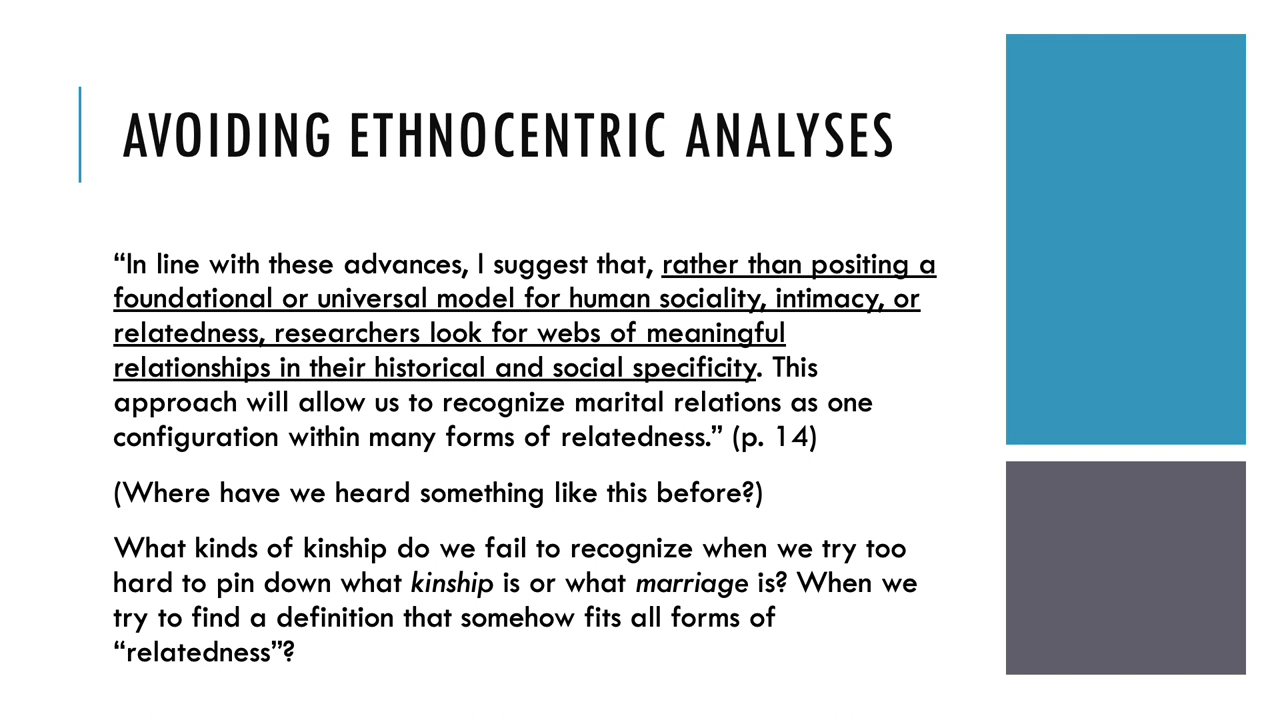 AVOIDING ETHNOCENTRIC ANALYSES
“In line with these advances, I suggest that, rather than positing a
foundational or universal model for human sociality, intimacy, or
relatedness, researchers look for webs of meaningful
relationships in their historical and social specificity. This
approach will allow us to recognize marital relations as one
configuration within many forms of relatedness.” (p. 14)
(Where have we heard something like this before?)
What kinds of kinship do we fail to recognize when we try too
hard to pin down what kinship is or what marriage is? When we
try to find a definition that somehow fits all forms of
“relatedness”?